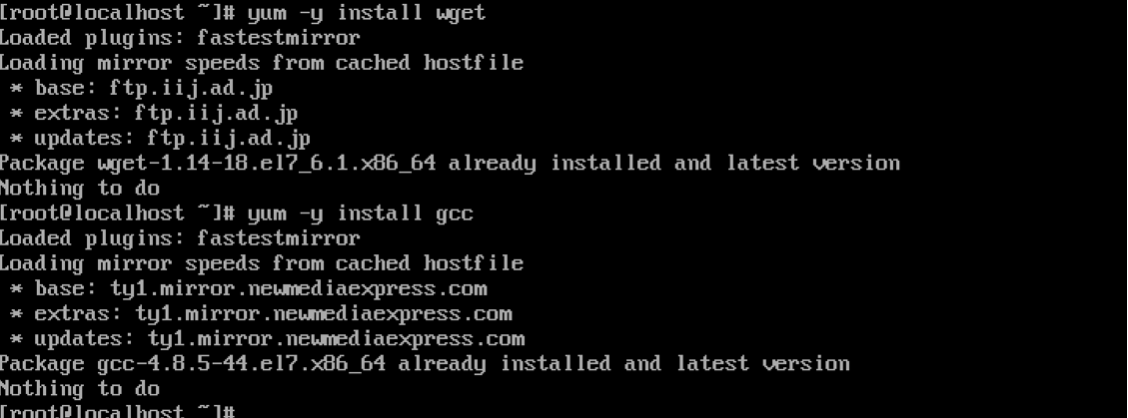 [root@localhost ~]# yum -y install wget
Loaded plugins: fastestmirror
Loading mirror speeds from cached hostfile
 * base: ftp.iij.ad.jp
 * extras: ftp.iij.ad.jp
 * updates: ftp.iij.ad.jp
Package wget-1.14-18.el7_6.1.x86_64 already installed and latest version
Nothing to do
[root@localhost ~]# yum -y install gcc
Loaded plugins: fastestmirror
Loading mirror speeds from cached hostfile
 * base: ty1.mirror.newmediaexpress.com
 * extras: ty1.mirror.newmediaexpress.com
 * updates: ty1.mirror.newmediaexpress.com
Package gcc-4.8.5-44.el7.x86_64 already installed and latest version
Nothing to do
[root@localhost ~]#